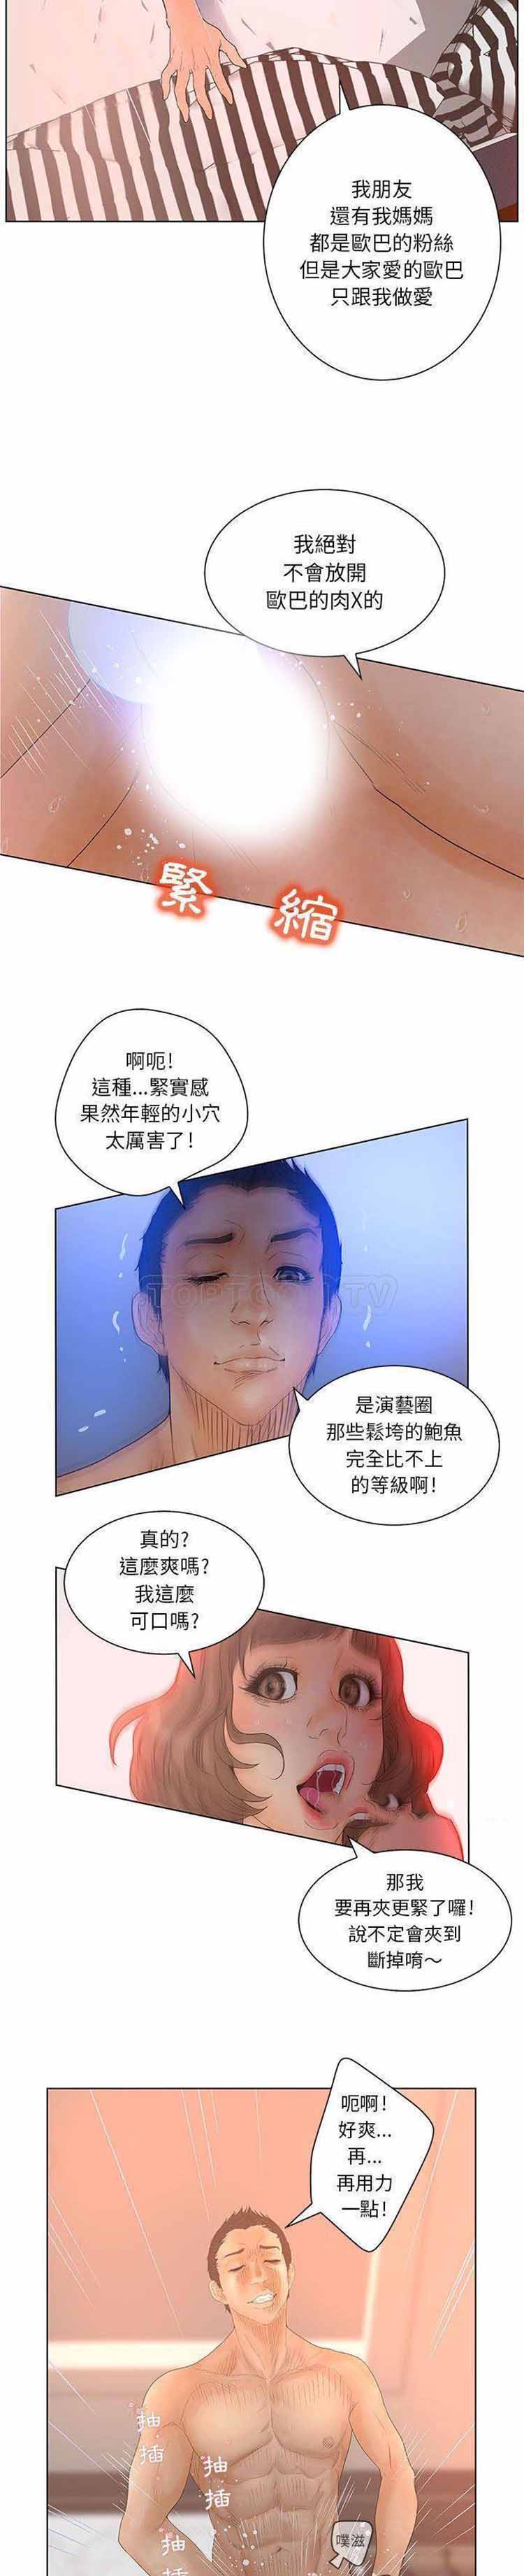 我朋友
還有我媽媽
都是歐巴的粉絲
但是大家愛的歐巴
只跟我做愛
我絕對
不會放開
歐巴的肉X的
緊縮
啊呃!
這種...緊實感
果然年輕的小穴
太厲害了!
TOPTOON TV
是演藝圈
那些鬆垮的鮑魚
完全比不上
的等級啊!
真的?
這麼爽嗎?
我這麼
可口嗎?
那我
要再夾更緊了囉!
說不定會夾到
斷掉唷～
呃啊!
好爽...
再...
再用力
一點!
抽插
抽插
抽插
噗滋